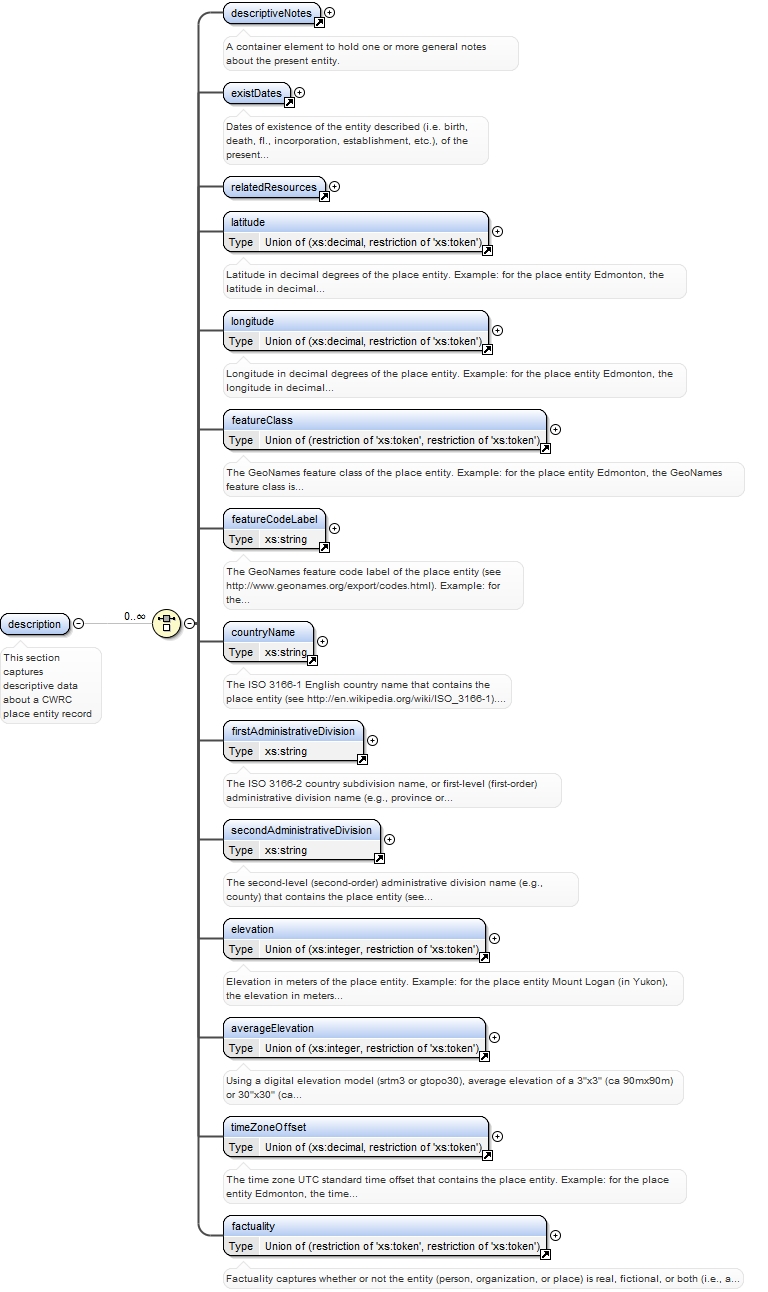 descriptiveNotes
A container element to hold one or more general notes
about the present entity.
existDates
Dates of existence of the entity described (i.e. birth,
death, fl., incorporation, establishment, etc.), of the
present...
relatedResources
latitude
Type Union of (xs:decimal, restriction of 'xs:token')
Latitude in decimal degrees of the place entity. Example: for the place entity Edmonton, the
latitude in decimal...
longitude
Type Union of (xs:decimal, restriction of 'xs:token')
Longitude in decimal degrees of the place entity. Example: for the place entity Edmonton, the
longitude in decimal...
featureClass
Type Union of (restriction of 'xs:token', restriction of 'xs:token')
The GeoNames feature class of the place entity. Example: for the place entity Edmonton, the GeoNames
feature class is...
featureCodeLabel
Type xs:string
The GeoNames feature code label of the place entity (see
http://www.geonames.org/export/codes.html). Example: for
the...
description
0..∞
This section
captures
descriptive data
about a CWRC
place entity record
countryName
Type xs:string
The ISO 3166-1 English country name that contains the
place entity (see http://en.wikipedia.org/wiki/ISO_3166-1)....
firstAdministrativeDivision
Type xs:string
The ISO 3166-2 country subdivision name, or first-level (first-order)
administrative division name (e.g., province or...
secondAdministrativeDivision
Type xs:string
The second-level (second-order) administrative division name (e.g.,
county) that contains the place entity (see...
elevation
Type Union of (xs:integer, restriction of 'xs:token')
Elevation in meters of the place entity. Example: for the place entity Mount Logan (in Yukon),
the elevation in meters...
averageElevation
Type Union of (xs:integer, restriction of 'xs:token')
Using a digital elevation model (srtm3 or gtopo30), average elevation of a 3"x3" (ca 90mx90m)
or 30"x30" (ca...
timeZoneOffset
Type Union of (xs:decimal, restriction of 'xs:token')
The time zone UTC standard time offset that contains the place entity. Example: for the place
entity Edmonton, the time...
factuality
Type Union of (restriction of 'xs:token', restriction of 'xs:token')
Factuality captures whether or not the entity (person, organization, or place) is real, fictional, or both (i.e., a...